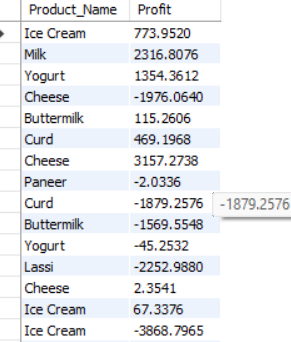 Product_Name Profit
Ice Cream 773.9520
Milk 2316.8076
Yogurt 1354.3612
Cheese -1976.0640
Buttermilk 115.2606
Curd 469.1968
Cheese 3157.2738
Paneer -2.0336
Curd -1879.2576 -1879.2576
Buttermilk -1569.5548
Yogurt -45.2532
Lassi -2252.9880
Cheese 2.3541
Ice Cream 67.3376
Ice Cream -3868.7965